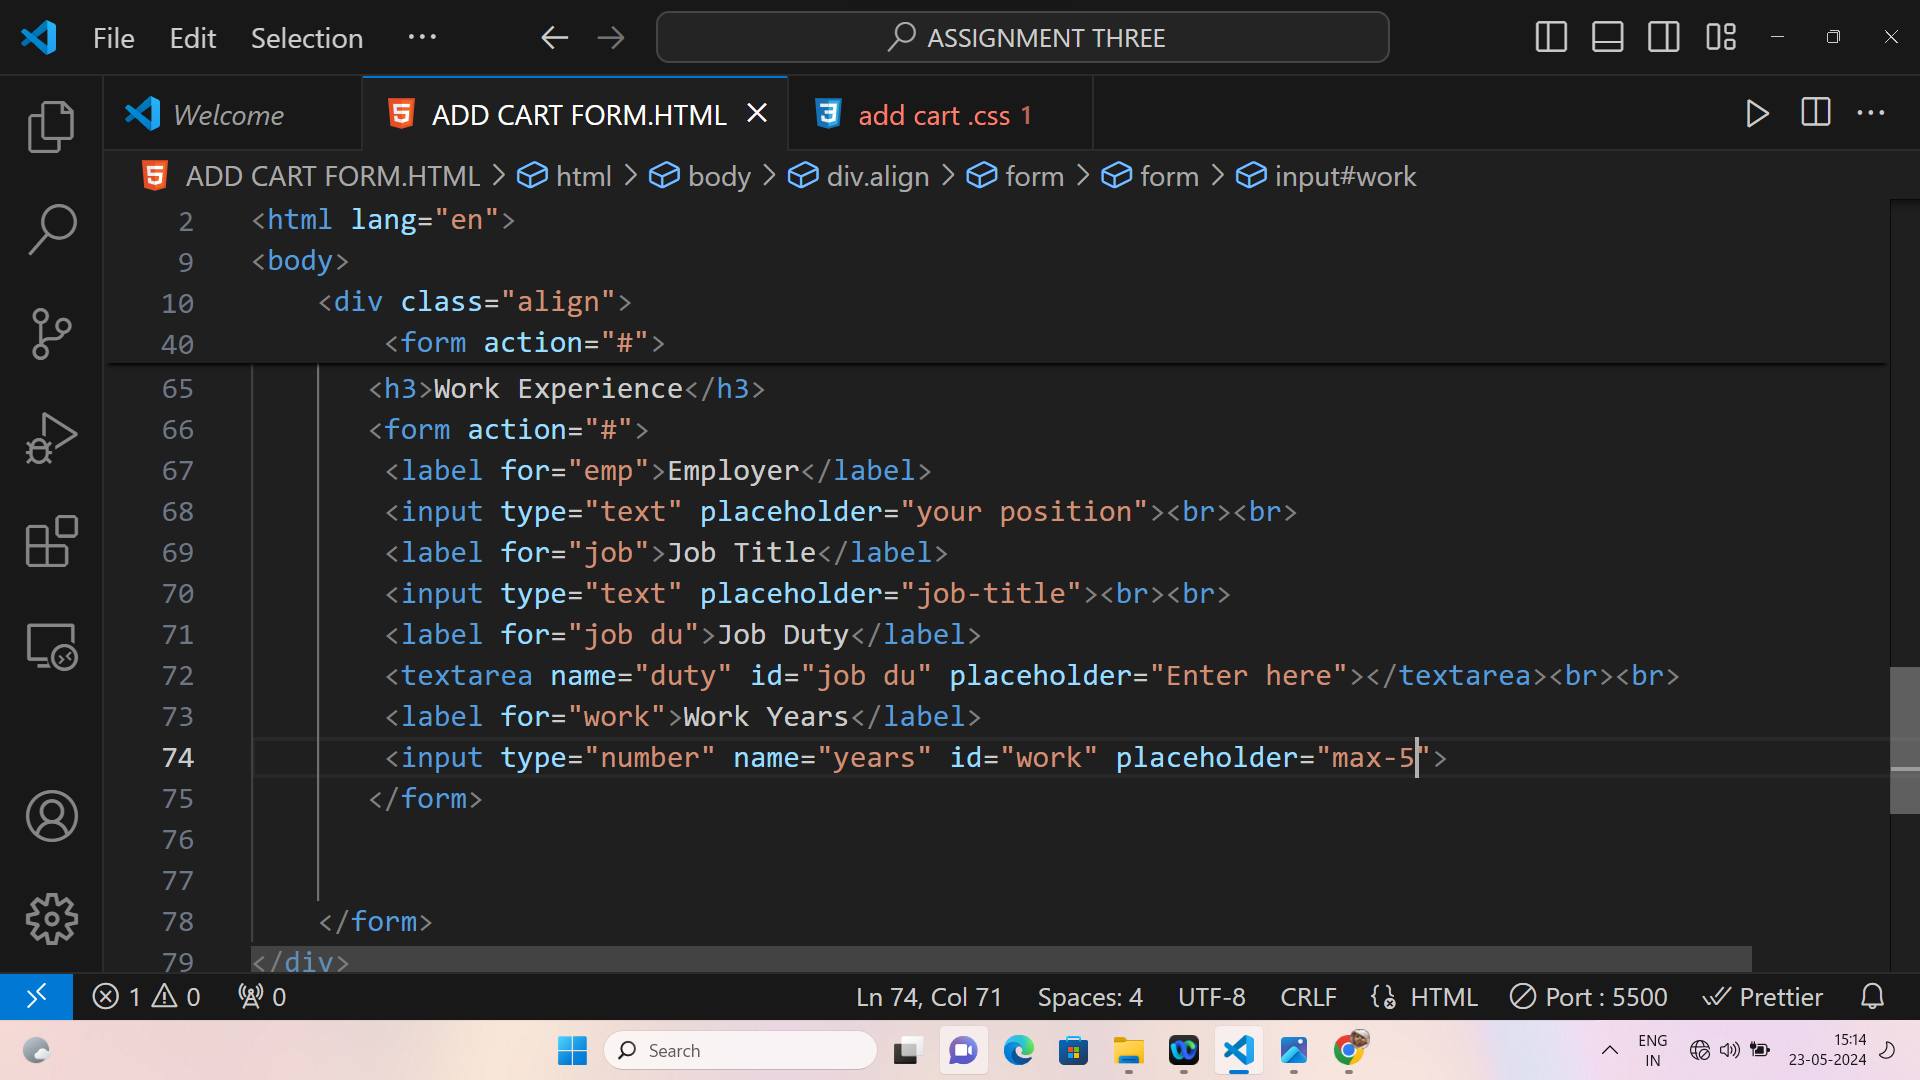 File Edit Selection ··· ASSIGNMENT THREE
Welcome ADD CART FORM.HTML add cart .css 1
ADD CART FORM.HTML > html > body > div.align > form > form > input#work
2 <html lang="en">
9 <body>
10 <div class="align">
40 <form action="#">
65 <h3>Work Experience</h3>
66 <form action="#">
67 <label for="emp">Employer</label>
68 <input type="text" placeholder="your position"><br><br>
69 <label for="job">Job Title</label>
70 <input type="text" placeholder="job-title"><br><br>
71 <label for="job du">Job Duty</label>
72 <textarea name="duty" id="job du" placeholder="Enter here"></textarea><br><br>
73 <label for="work">Work Years</label>
74 <input type="number" name="years" id="work" placeholder="max-5">
75 </form>
76
77
78 </form>
79 </div>
1 0 0 Ln 74, Col 71 Spaces: 4 UTF-8 CRLF HTML Port : 5500 Prettier
Search
ENG
IN
15:14
23-05-2024